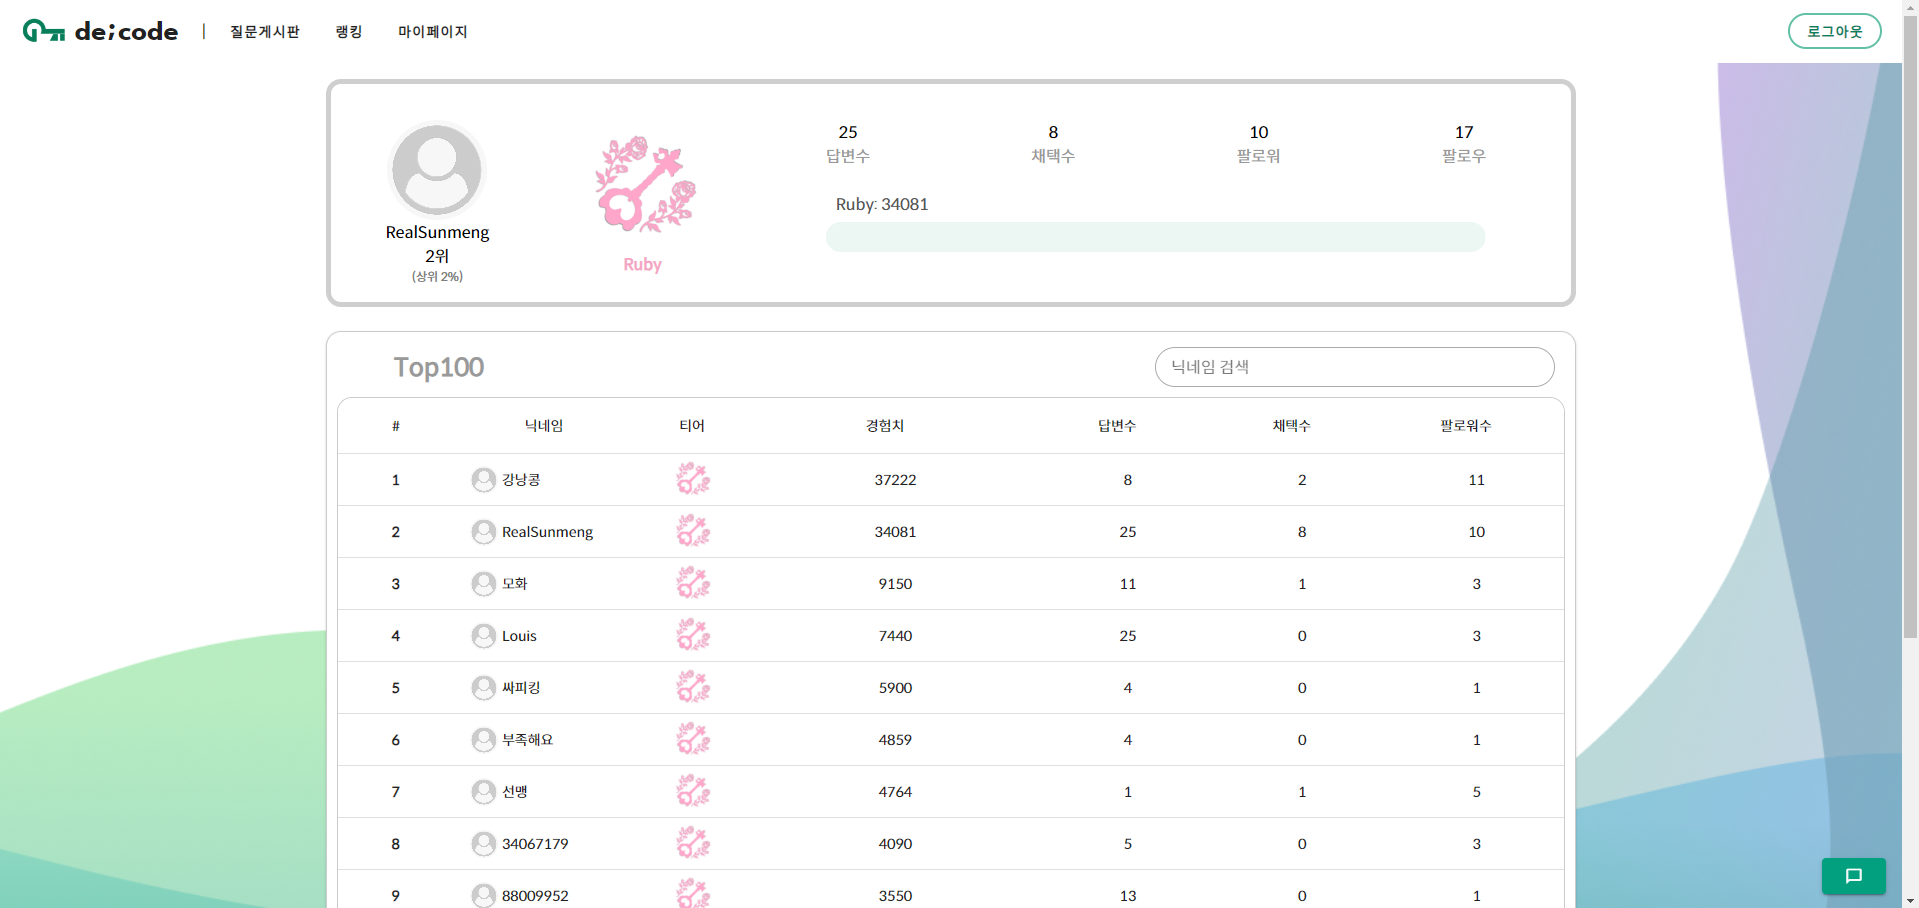 de;code | 질문게시판 랭킹 마이페이지 로그아웃
25 8 10 17
답변수 채택수 팔로워 팔로우
Ruby: 34081
RealSunmeng
2위
(상위 2%)
Ruby
Top100 닉네임 검색
# 닉네임 티어 경험치 답변수 채택수 팔로워수
1 강낭콩 37222 8 2 11
2 RealSunmeng 34081 25 8 10
3 모화 9150 11 1 3
4 Louis 7440 25 0 3
5 싸피킹 5900 4 0 1
6 부족해요 4859 4 0 1
7 선맹 4764 1 1 5
8 34067179 4090 5 0 3
9 88009952 3550 13 0 1